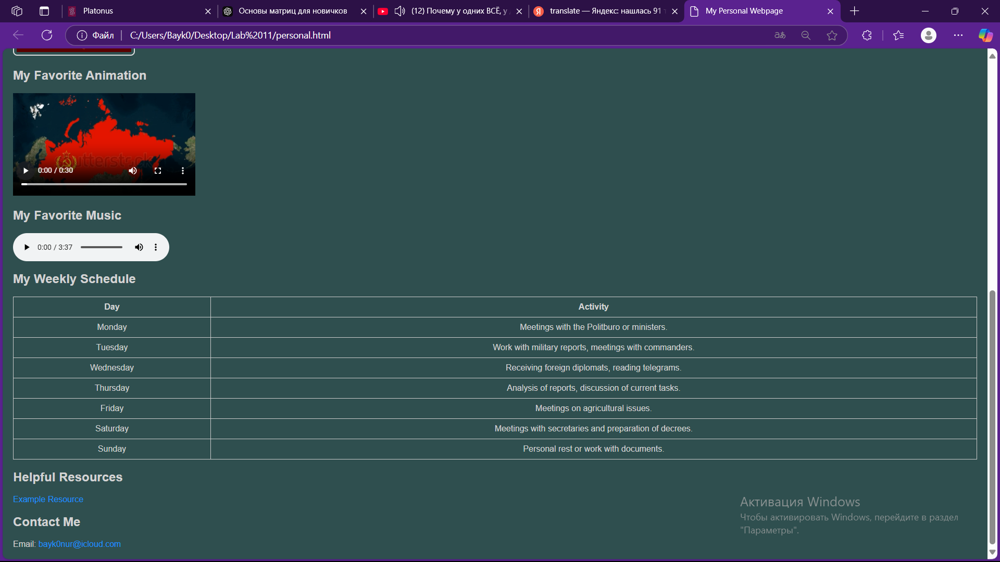 Platonus
Основы матриц для новичков
(12) Почему у одних ВСЁ, у
translate — Яндекс: нашлась 91 т
My Personal Webpage
Файл
C:/Users/Bayk0/Desktop/Lab%2011/personal.html
My Favorite Animation
shutterstock
0:00 / 0:30
My Favorite Music
0:00 / 3:37
My Weekly Schedule
Day Activity
Monday Meetings with the Politburo or ministers.
Tuesday Work with military reports, meetings with commanders.
Wednesday Receiving foreign diplomats, reading telegrams.
Thursday Analysis of reports, discussion of current tasks.
Friday Meetings on agricultural issues.
Saturday Meetings with secretaries and preparation of decrees.
Sunday Personal rest or work with documents.
Helpful Resources
Example Resource
Contact Me
Email: bayk0nur@icloud.com
Активация Windows
Чтобы активировать Windows, перейдите в раздел
"Параметры".